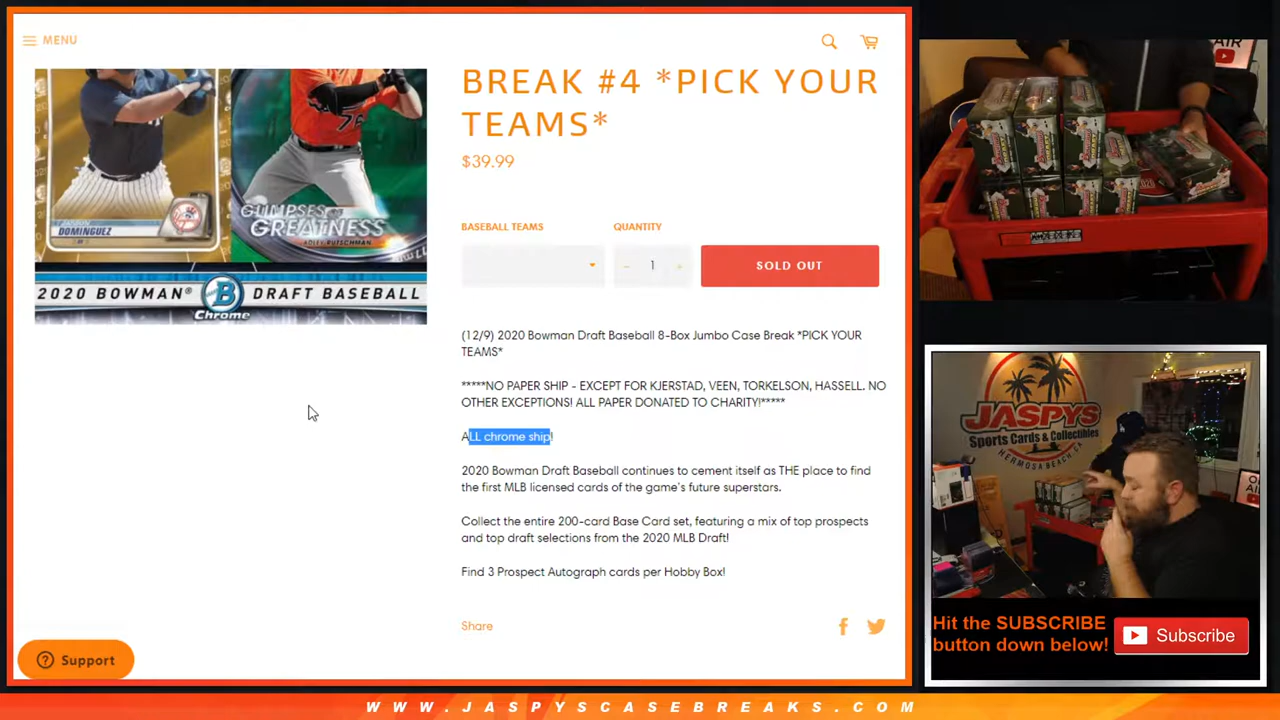 MENU
BREAK #4 *PICK YOUR
TEAMS*
$39.99
BASEBALL TEAMS
QUANTITY
1
SOLD OUT
DOMINGUEZ
GLIMPSES OF
GREATNESS
ADLEY RUTSCHMAN
2020 BOWMAN® B DRAFT BASEBALL
Chrome
(12/9) 2020 Bowman Draft Baseball 8-Box Jumbo Case Break *PICK YOUR
TEAMS*
*****NO PAPER SHIP - EXCEPT FOR KJERSTAD, VEEN, TORKELSON, HASSELL. NO
OTHER EXCEPTIONS! ALL PAPER DONATED TO CHARITY!*****
ALL chrome ship!
2020 Bowman Draft Baseball continues to cement itself as THE place to find
the first MLB licensed cards of the game's future superstars.
Collect the entire 200-card Base Card set, featuring a mix of top prospects
and top draft selections from the 2020 MLB Draft!
Find 3 Prospect Autograph cards per Hobby Box!
Share
Support
AIR
JASPYS
Sports Cards & Collectibles
HERMOSA BEACH, CA
Hit the SUBSCRIBE
button down below!
Subscribe
WWW.JASPYSCASEBREAKS.COM